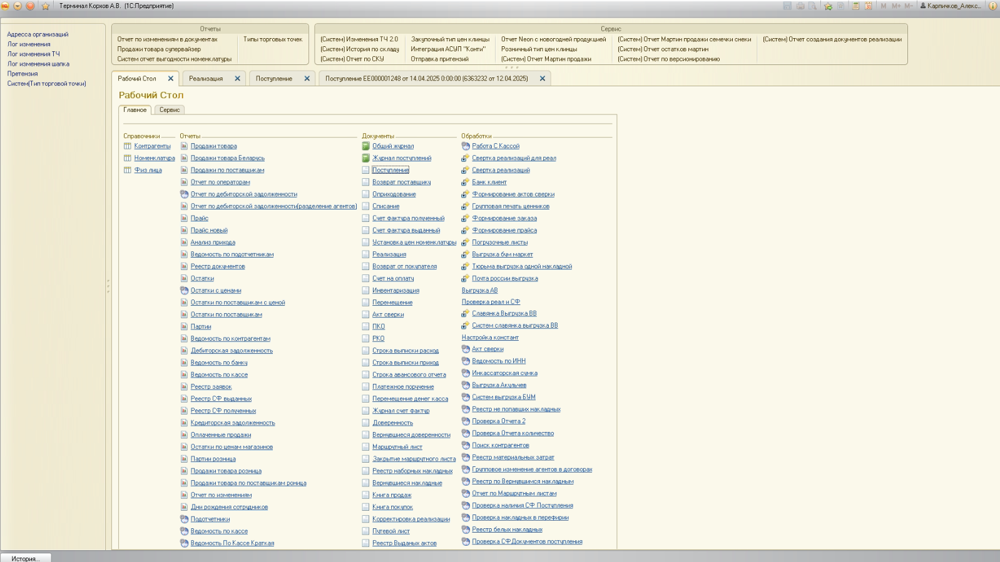 Терминал Корхов А.В. (1С:Предприятие)
M M+ M- Карпичков_Алекс...
Адреса организаций
Лог изменения
Лог изменения ТЧ
Лог изменения шапка
Претензия
Систем(Тип торговой точки)
Отчеты
Отчет по изменениям в документах
Типы торговых точек
Продажи товара супервайзер
Систем отчет выгодности номенклатуры
Сервис
(Систем) Изменения ТЧ 2.0
Закупочный тип цен клинцы
Отчет Neon с новогодней продукцией
(Систем) Отчет Мартин продажи семечки снеки
(Систем) Отчет создания документов реализации
(Систем) История по складу
Интеграция АСУП "Конти"
Розничный тип цен клинцы
(Систем) Отчет остатков мартин
(Систем) Отчет по СКУ
Отправка притензий
(Систем) Отчет Мартин продажи
(Систем) Отчет по версионированию
Рабочий Стол
Реализация
Поступление
Поступление ЕЕ000001248 от 14.04.2025 0:00:00 (6363232 от 12.04.2025)
Рабочий Стол
Главное
Сервис
Справочники
Контрагенты
Номенклатура
Физ лица
Отчеты
Продажи товара
Продажи товара Беларусь
Продажи по поставщикам
Отчет по операторам
Отчет по дебиторской задолженности
Отчет по дебиторской задолженности(разделение агентов)
Прайс
Прайс новый
Анализ прихода
Ведомость по подотчетникам
Реестр документов
Остатки
Остатки с ценами
Остатки по поставщикам с ценой
Остатки по поставщикам
Партии
Ведомость по контрагентам
Дебиторская задолженность
Ведомость по банку
Ведомость по кассе
Реестр заявок
Реестр СФ выданных
Реестр СФ полученных
Кредиторская задолженность
Оплаченные продажи
Остатки по ценам магазинов
Партии розница
Продажи товара розница
Продажи товара по поставщикам роница
Отчет по изменениям
Дни рождения сотрудников
Подотчетники
Ведомость по кассе
Ведомость По Кассе Краткая
Документы
Общий журнал
Журнал поступлений
Поступление
Возврат поставщику
Оприходование
Списание
Счет фактура полученный
Счет фактура выданный
Установка цен номенклатуры
Реализация
Возврат от покупателя
Счет на оплату
Инвентаризация
Перемещение
Акт сверки
ПКО
РКО
Строка выписки расход
Строка выписки приход
Строка авансового отчета
Платежное поручение
Перемещение денег касса
Журнал счет фактур
Доверенность
Вернувшиеся доверенности
Маршрутный лист
Закрытие маршрутного листа
Реестр наборных накладных
Вернувшиеся накладные
Книга продаж
Книга покупок
Корректировка реализации
Путевой лист
Реестр Выданых актов
Обработки
Работа С Кассой
Свертка реализаций для реал
Свертка реализаций
Банк клиент
Формирование актов сверки
Групповая печать ценников
Формирование заказа
Формирование прайса
Погрузочные листы
Выгрузка бум маркет
Тюрьма выгрузка одной накладной
Почта россии выгрузка
Выгрузка АВ
Проверка реал и СФ
Славянка Выгрузка ВВ
Систем славянка выгрузка ВВ
Настройка констант
Акт сверки
Ведомость по ИНН
Инкассаторская сумка
Выгрузка Акульчев
Систем выгрузка БУМ
Реестр не попавших накладных
Проверка Отчета 2
Проверка Отчета количество
Поиск контрагентов
Реестр материальных затрат
Групповое изменение агентов в договорах
Реестр по Вернувшимся накладным
Отчет по Маршрутным листам
Проверка наличия СФ Поступления
Проверка накладных в перефирии
Реестр белых накладных
Проверка СФДокументов поступления
История...